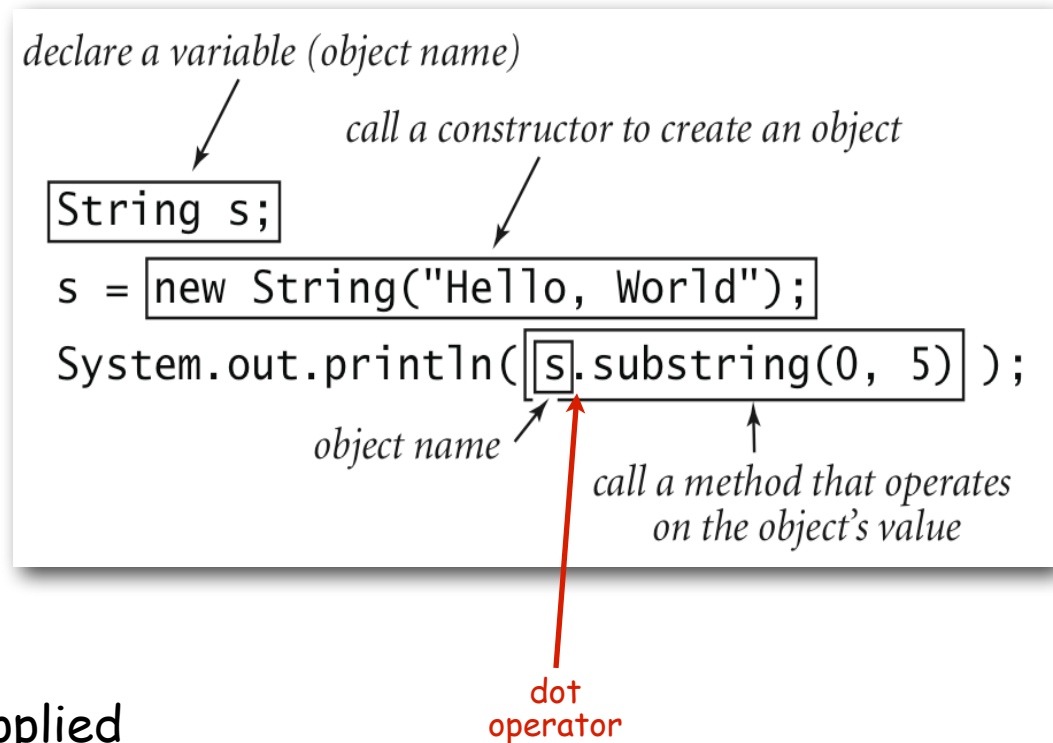 declare a variable (object name)
call a constructor to create an object
String s;
s = new String("Hello, World");
System.out.println( s.substring(0, 5) );
object name
call a method that operates
on the object’s value
dot
operator